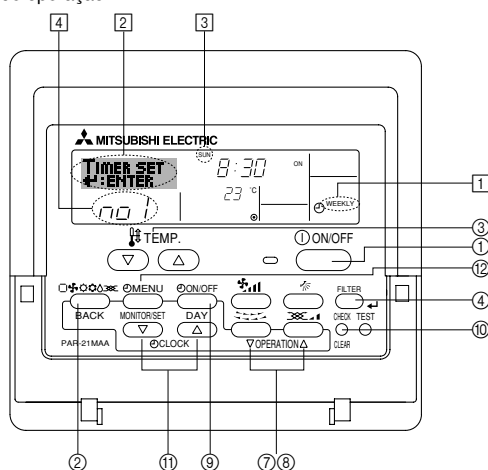 4 2 3
MITSUBISHI ELECTRIC
TIMER SET SUN 8:30 ON
↵:ENTER 23 °C
no 1 WEEKLY 1
TEMP. ON/OFF ③
①
⑫
MENU ON/OFF FILTER
BACK MONITOR/SET DAY CHECK TEST ④
PAR-21MAA CLOCK ▽OPERATION△ CLEAR ⑩
② ⑪ ⑨ ⑦⑧